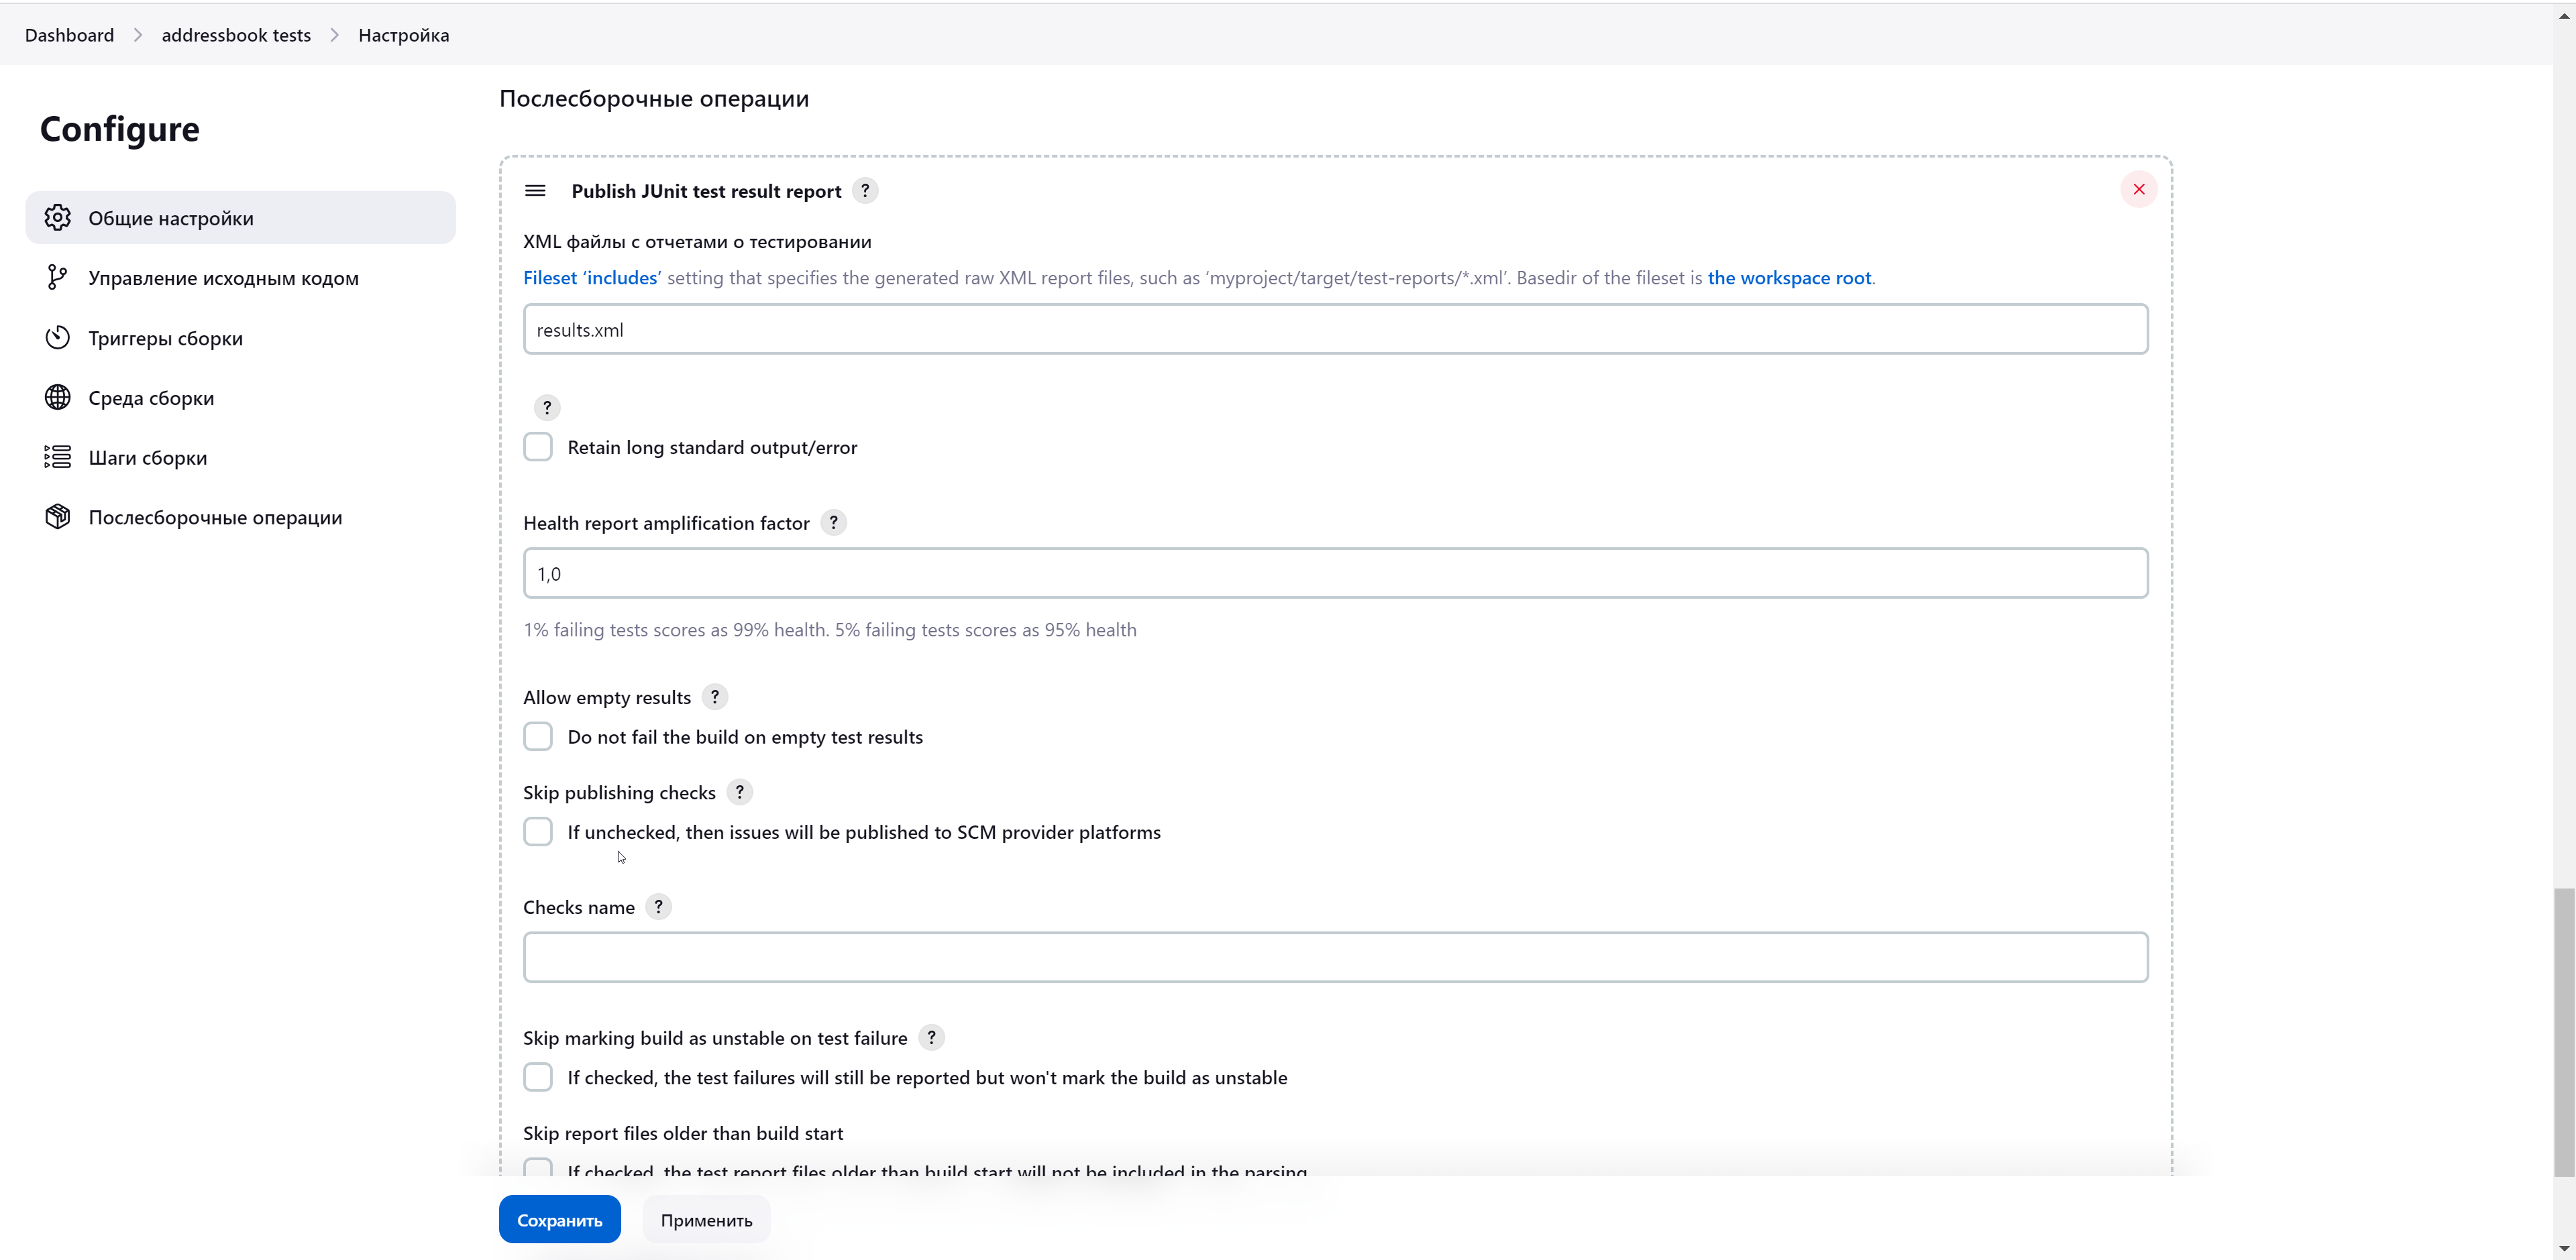 Dashboard > addressbook tests > Настройка
Configure
Общие настройки
Управление исходным кодом
Триггеры сборки
Среда сборки
Шаги сборки
Послесборочные операции
Послесборочные операции
Publish JUnit test result report ?
XML файлы с отчетами о тестировании
Fileset ‘includes’ setting that specifies the generated raw XML report files, such as ‘myproject/target/test-reports/*.xml’. Basedir of the fileset is the workspace root.
results.xml
?
Retain long standard output/error
Health report amplification factor ?
1,0
1% failing tests scores as 99% health. 5% failing tests scores as 95% health
Allow empty results ?
Do not fail the build on empty test results
Skip publishing checks ?
If unchecked, then issues will be published to SCM provider platforms
Checks name ?
Skip marking build as unstable on test failure ?
If checked, the test failures will still be reported but won't mark the build as unstable
Skip report files older than build start
If checked, the test report files older than build start will not be included in the parsing
Сохранить
Применить